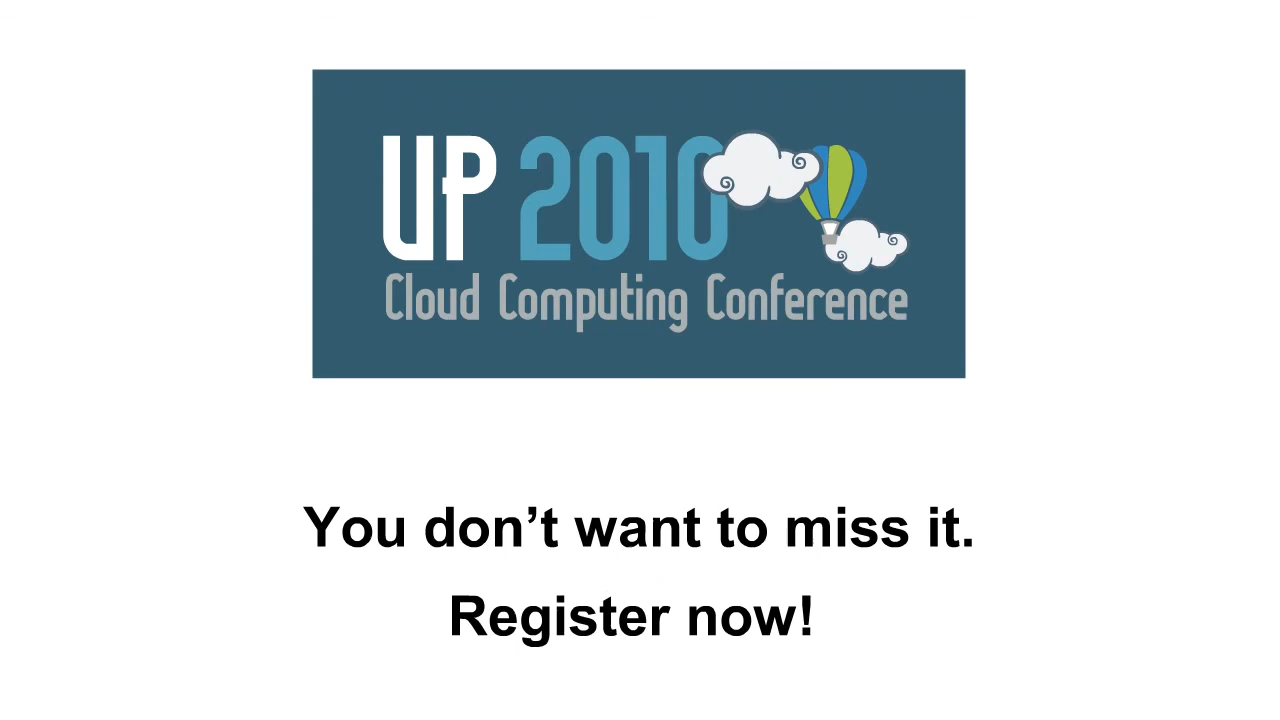 UP 2010
Cloud Computing Conference
You don’t want to miss it.
Register now!